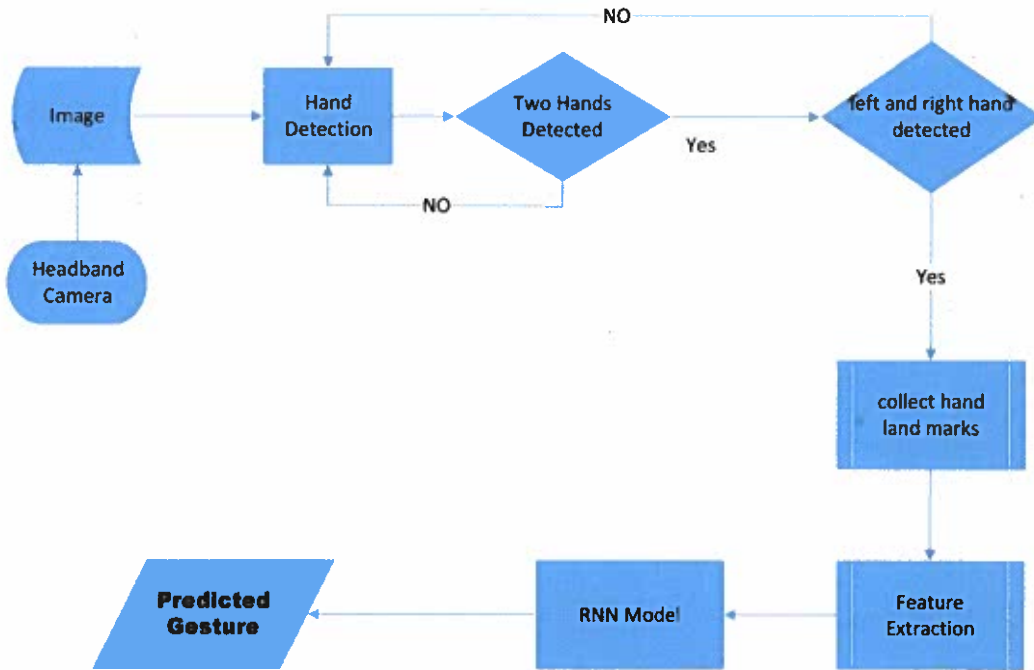 NO
Image
Hand
Detection
Two Hands
Detected
left and right hand
detected
Yes
NO
Headband
Camera
Yes
collect hand
land marks
Predicted
Gesture
RNN Model
Feature
Extraction